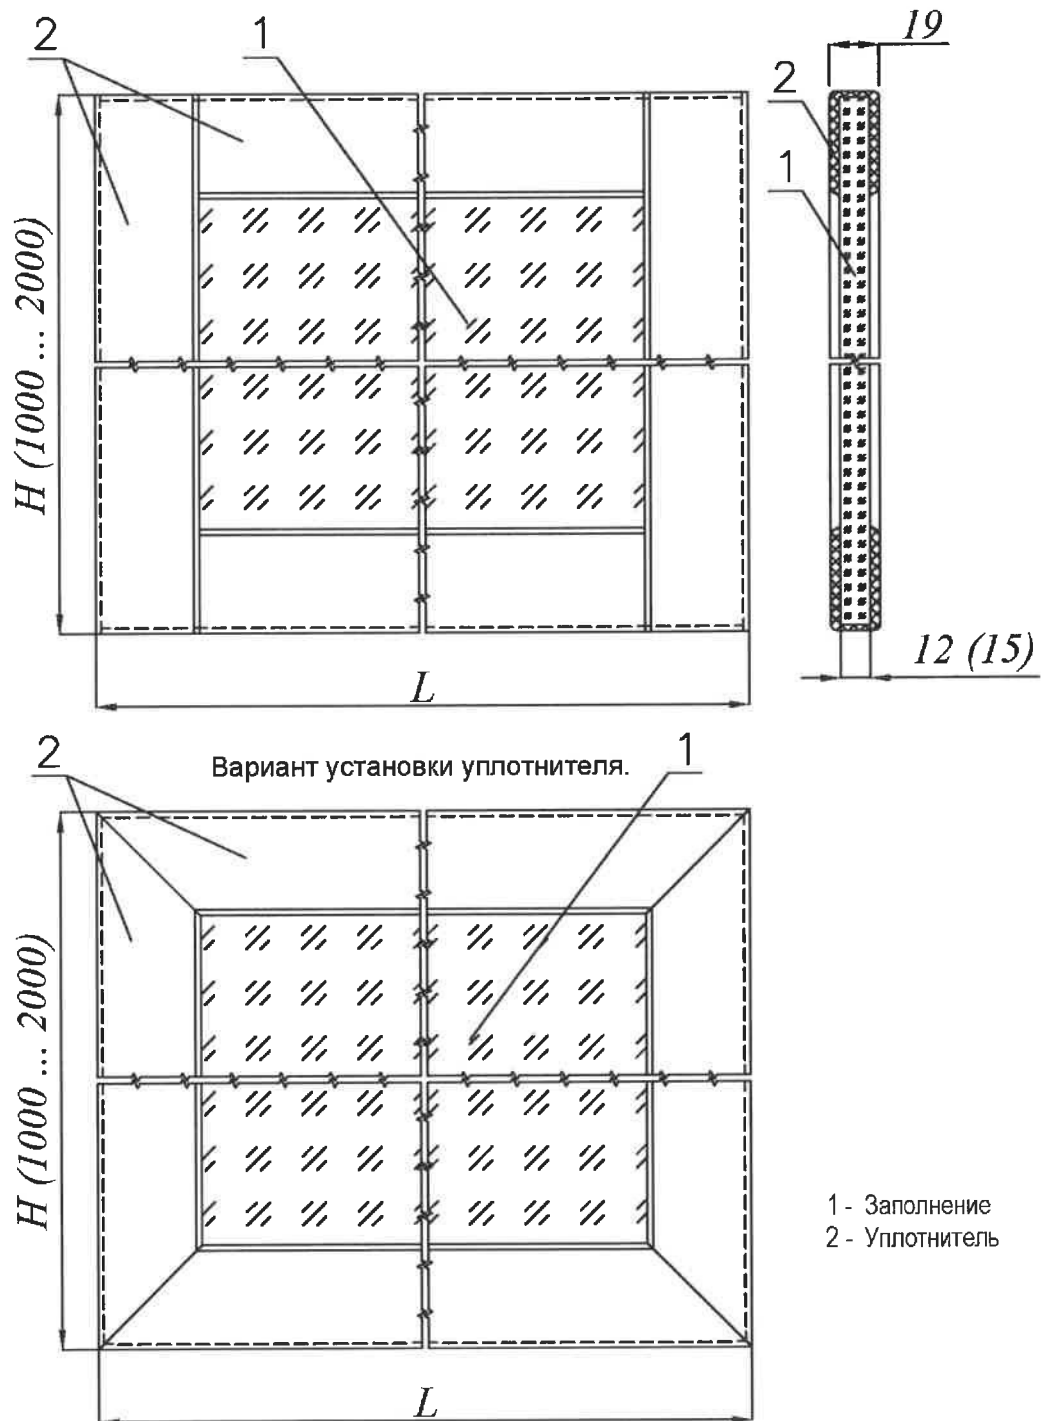 2 1 19
2
1
H (1000 ... 2000)
12 (15)
L
2 Вариант установки уплотнителя. 1
H (1000 ... 2000)
1 - Заполнение
2 - Уплотнитель
L